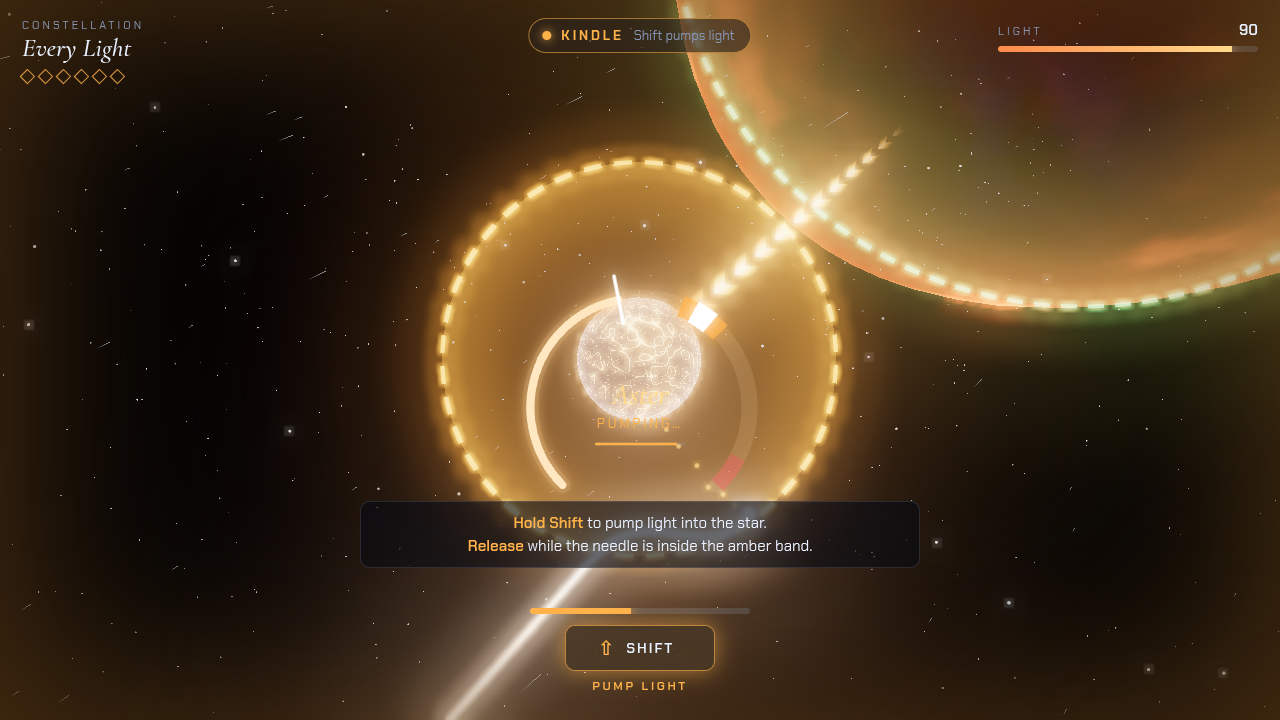 CONSTELLATION
Every Light
KINDLE Shift pumps light
LIGHT 90
PUMPING…
Hold Shift to pump light into the star.
Release while the needle is inside the amber band.
⇧ SHIFT
PUMP LIGHT